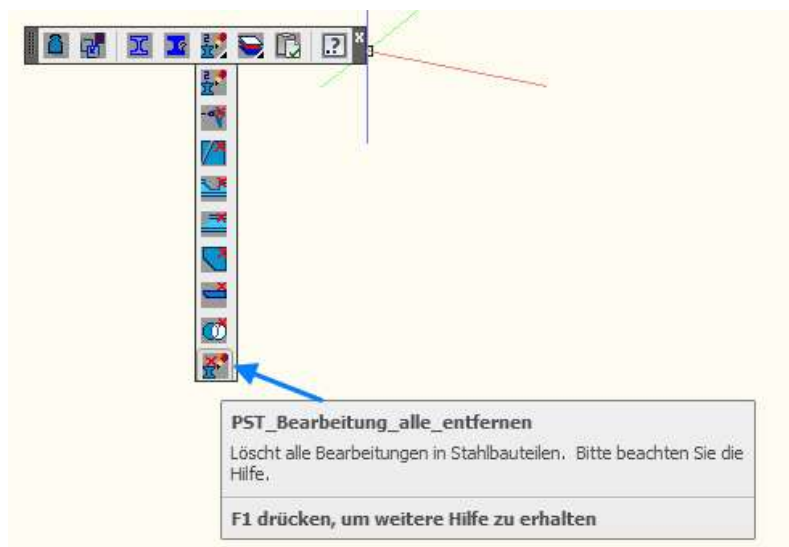 PST_Bearbeitung_alle_entfernen
Löscht alle Bearbeitungen in Stahlbauteilen. Bitte beachten Sie die
Hilfe.
F1 drücken, um weitere Hilfe zu erhalten